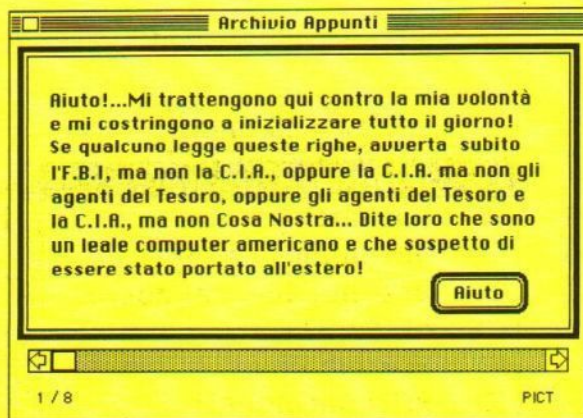 Archivio Appunti
Aiuto!...Mi trattengono qui contro la mia volontà
e mi costringono a inizializzare tutto il giorno!
Se qualcuno legge queste righe, avverta subito
l'F.B.I, ma non la C.I.A., oppure la C.I.A. ma non gli
agenti del Tesoro, oppure gli agenti del Tesoro e
la C.I.A., ma non Cosa Nostra... Dite loro che sono
un leale computer americano e che sospetto di
essere stato portato all'estero!
Aiuto
1 / 8 PICT